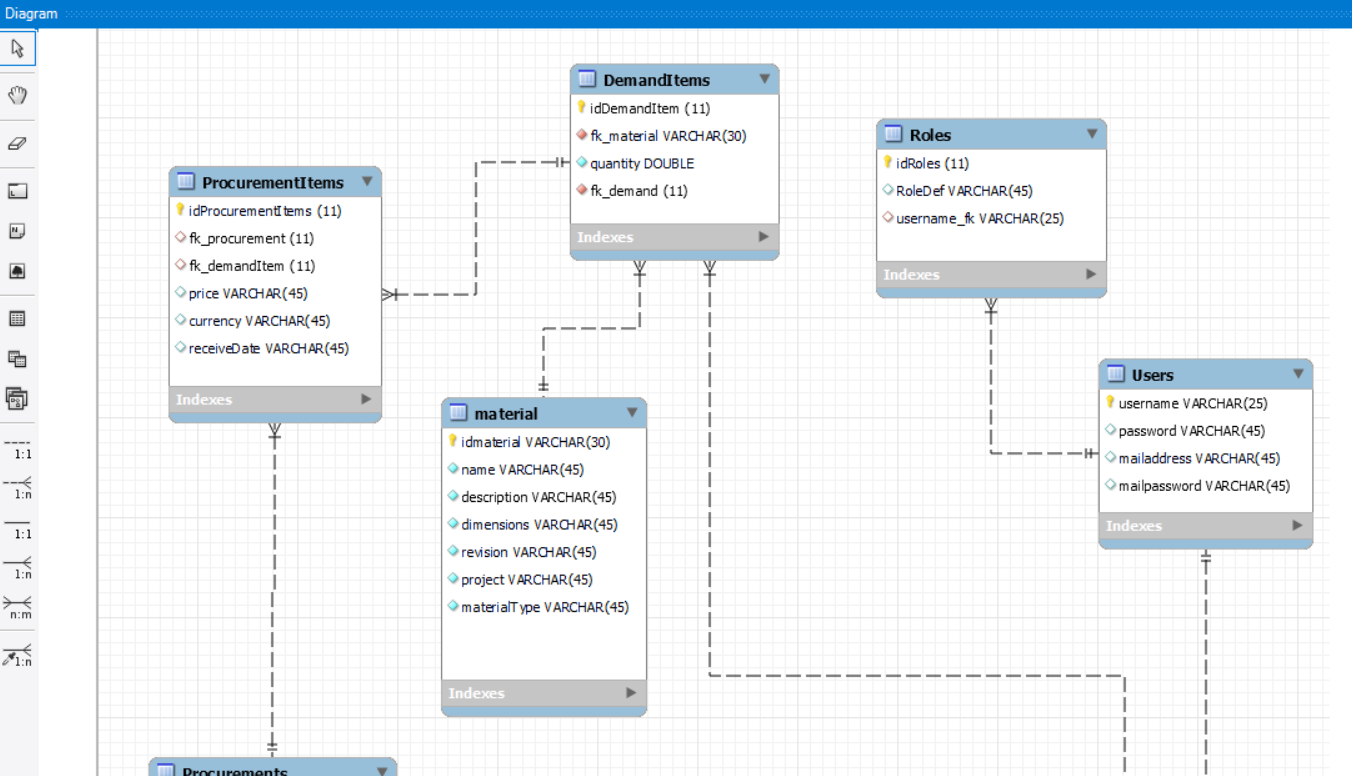 Diagram
DemandItems
idDemandItem (11)
fk_material VARCHAR(30)
quantity DOUBLE
fk_demand (11)
Indexes
Roles
idRoles (11)
RoleDef VARCHAR(45)
username_fk VARCHAR(25)
Indexes
ProcurementItems
idProcurementItems (11)
fk_procurement (11)
fk_demandItem (11)
price VARCHAR(45)
currency VARCHAR(45)
receiveDate VARCHAR(45)
Indexes
Users
username VARCHAR(25)
password VARCHAR(45)
mailaddress VARCHAR(45)
mailpassword VARCHAR(45)
Indexes
material
idmaterial VARCHAR(30)
name VARCHAR(45)
description VARCHAR(45)
dimensions VARCHAR(45)
revision VARCHAR(45)
project VARCHAR(45)
materialType VARCHAR(45)
Indexes
1:1
1:n
1:1
1:n
n:m
1:n
Procurements